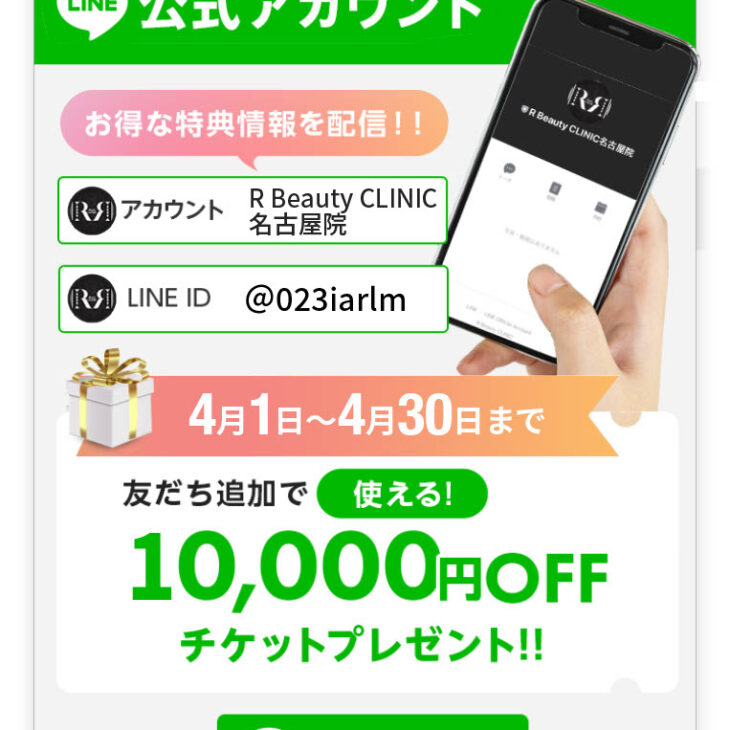 LINE 公式アカウント
お得な特典情報を配信！！
アカウント R Beauty CLINIC
名古屋院
LINE ID @023iarlm
R Beauty CLINIC名古屋院
4月1日～4月30日まで
友だち追加で 使える!
10,000円OFF
チケットプレゼント!!